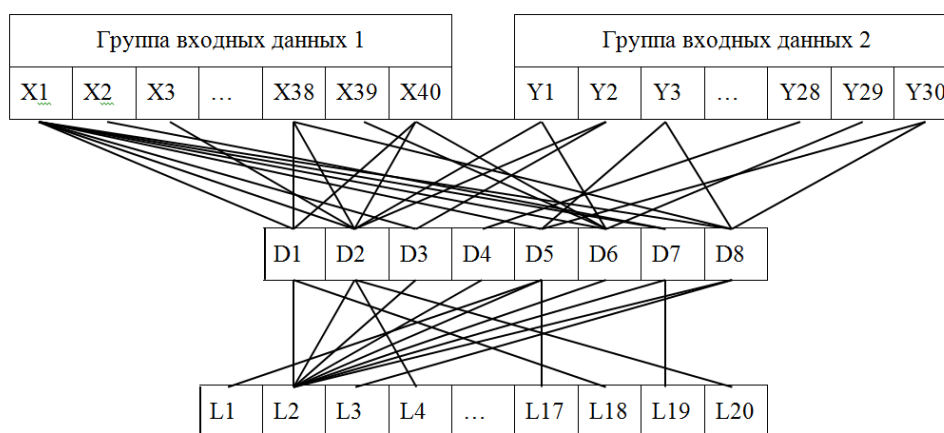 Группа входных данных 1 Группа входных данных 2
X1 X2 X3 … X38 X39 X40 Y1 Y2 Y3 … Y28 Y29 Y30
D1 D2 D3 D4 D5 D6 D7 D8
L1 L2 L3 L4 … L17 L18 L19 L20